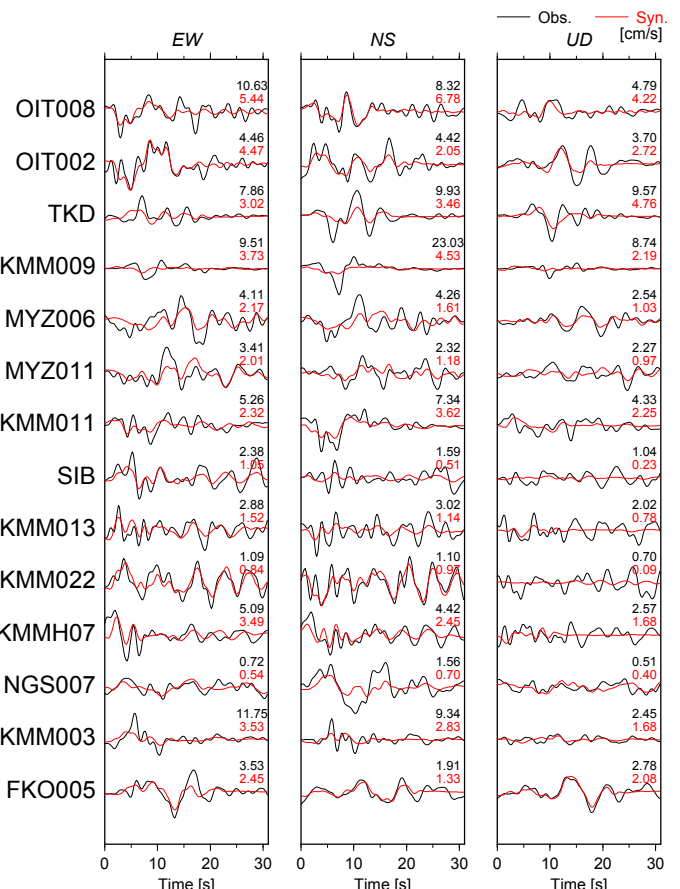 Obs. Syn.
[cm/s]
EW NS UD
OIT008 10.63 5.44 8.32 6.78 4.79 4.22
OIT002 4.46 4.47 4.42 2.05 3.70 2.72
TKD 7.86 3.02 9.93 3.46 9.57 4.76
KMM009 9.51 3.73 23.03 4.53 8.74 2.19
MYZ006 4.11 2.17 4.26 1.61 2.54 1.03
MYZ011 3.41 2.01 2.32 1.18 2.27 0.97
KMM011 5.26 2.32 7.34 3.62 4.33 2.25
SIB 2.38 1.05 1.59 0.51 1.04 0.23
KMM013 2.88 1.52 3.02 1.14 2.02 0.78
KMM022 1.09 0.84 1.10 0.97 0.70 0.09
KMMH07 5.09 3.49 4.42 2.45 2.57 1.68
NGS007 0.72 0.54 1.56 0.70 0.51 0.40
KMM003 11.75 3.53 9.34 2.83 2.45 1.68
FKO005 3.53 2.45 1.91 1.33 2.78 2.08
0 10 20 30 0 10 20 30 0 10 20 30
Time [s] Time [s] Time [s]